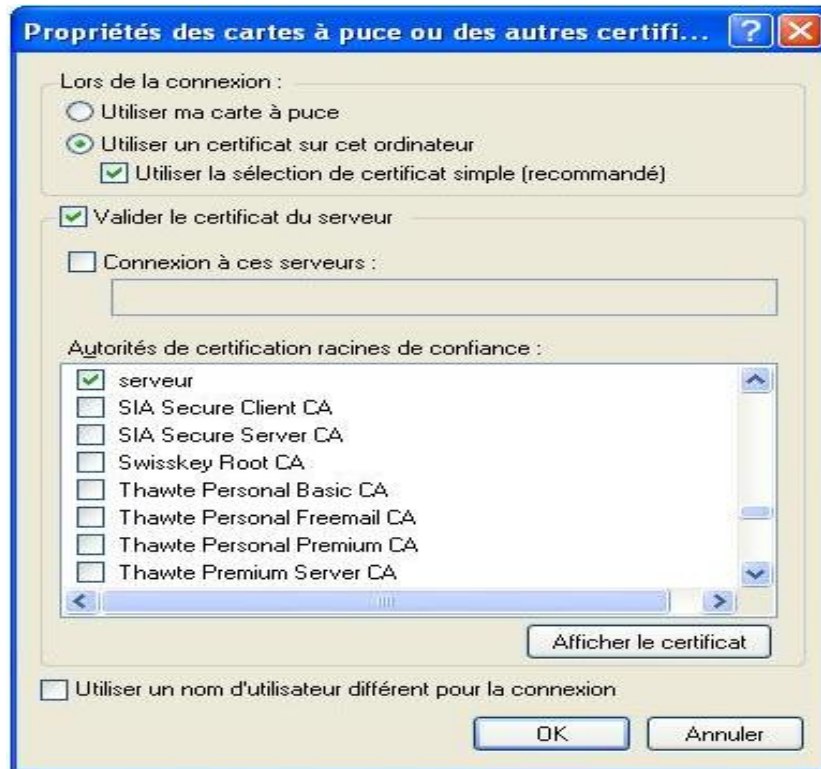 Propriétés des cartes à puce ou des autres certifi...
Lors de la connexion :
Utiliser ma carte à puce
Utiliser un certificat sur cet ordinateur
Utiliser la sélection de certificat simple (recommandé)
Valider le certificat du serveur
Connexion à ces serveurs :
Autorités de certification racines de confiance :
serveur
SIA Secure Client CA
SIA Secure Server CA
Swisskey Root CA
Thawte Personal Basic CA
Thawte Personal Freemail CA
Thawte Personal Premium CA
Thawte Premium Server CA
Afficher le certificat
Utiliser un nom d'utilisateur différent pour la connexion
OK
Annuler